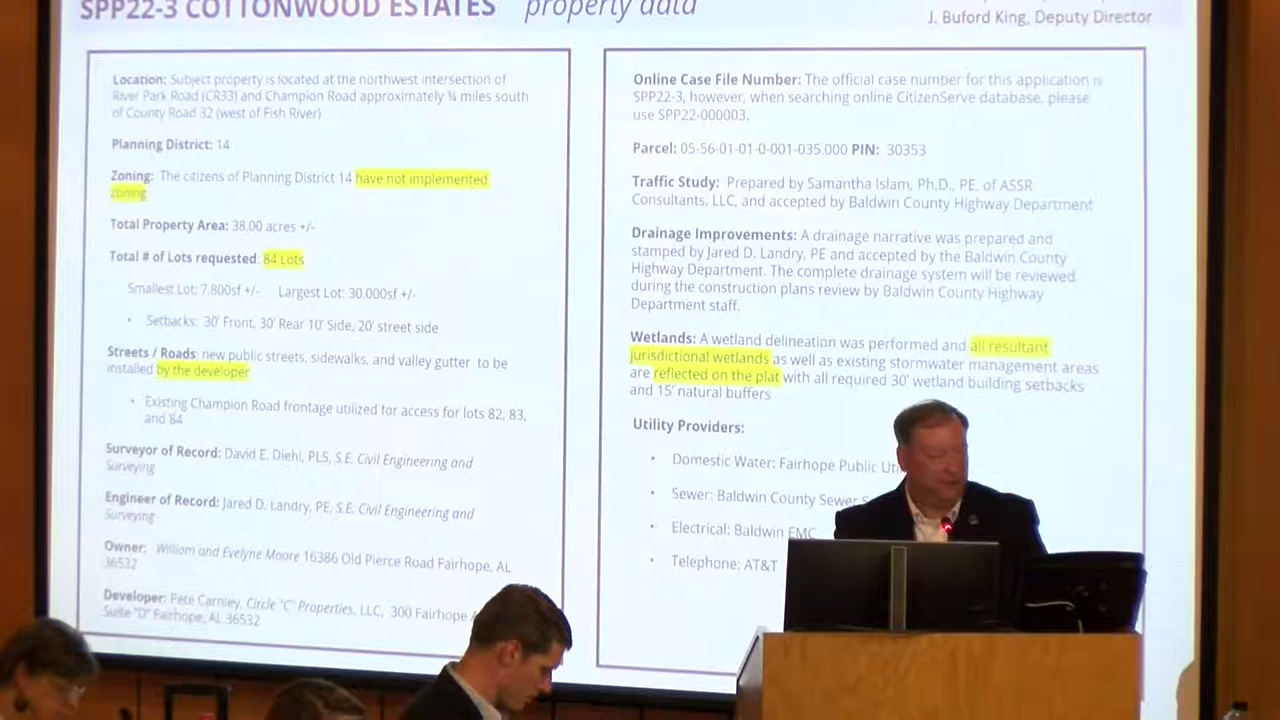 SPP22-3 COTTONWOOD ESTATES property data
J. Buford King, Deputy Director
Location: Subject property is located at the northwest intersection of
River Park Road (CR33) and Champion Road approximately ¾ miles south
of County Road 32 (west of Fish River)
Planning District: 14
Zoning: The citizens of Planning District 14 have not implemented
zoning
Total Property Area: 38.00 acres +/-
Total # of Lots requested: 84 Lots
Smallest Lot: 7,800sf +/- Largest Lot: 30.000sf +/-
• Setbacks: 30' Front, 30' Rear 10' Side, 20' street side
Streets / Roads: new public streets, sidewalks, and valley gutter to be
installed by the developer
• Existing Champion Road frontage utilized for access for lots 82, 83,
and 84
Surveyor of Record: David E. Diehl, PLS, S.E. Civil Engineering and
Surveying
Engineer of Record: Jared D. Landry, PE, S.E. Civil Engineering and
Surveying
Owner: William and Evelyne Moore 16386 Old Pierce Road Fairhope, AL
36532
Developer: Pete Carnley, Circle "C" Properties, LLC, 300 Fairhope
Suite "D" Fairhope, AL 36532
Online Case File Number: The official case number for this application is
SPP22-3, however, when searching online CitizenServe database, please
use SPP22-000003.
Parcel: 05-56-01-01-0-001-035.000 PIN: 30353
Traffic Study: Prepared by Samantha Islam, Ph.D., PE, of ASSR
Consultants, LLC, and accepted by Baldwin County Highway Department
Drainage Improvements: A drainage narrative was prepared and
stamped by Jared D. Landry, PE and accepted by the Baldwin County
Highway Department. The complete drainage system will be reviewed
during the construction plans review by Baldwin County Highway
Department staff.
Wetlands: A wetland delineation was performed and all resultant
jurisdictional wetlands as well as existing stormwater management areas
are reflected on the plat with all required 30' wetland building setbacks
and 15' natural buffers
Utility Providers:
• Domestic Water: Fairhope Public
• Sewer: Baldwin County Sewer
• Electrical: Baldwin EMC
• Telephone: AT&T